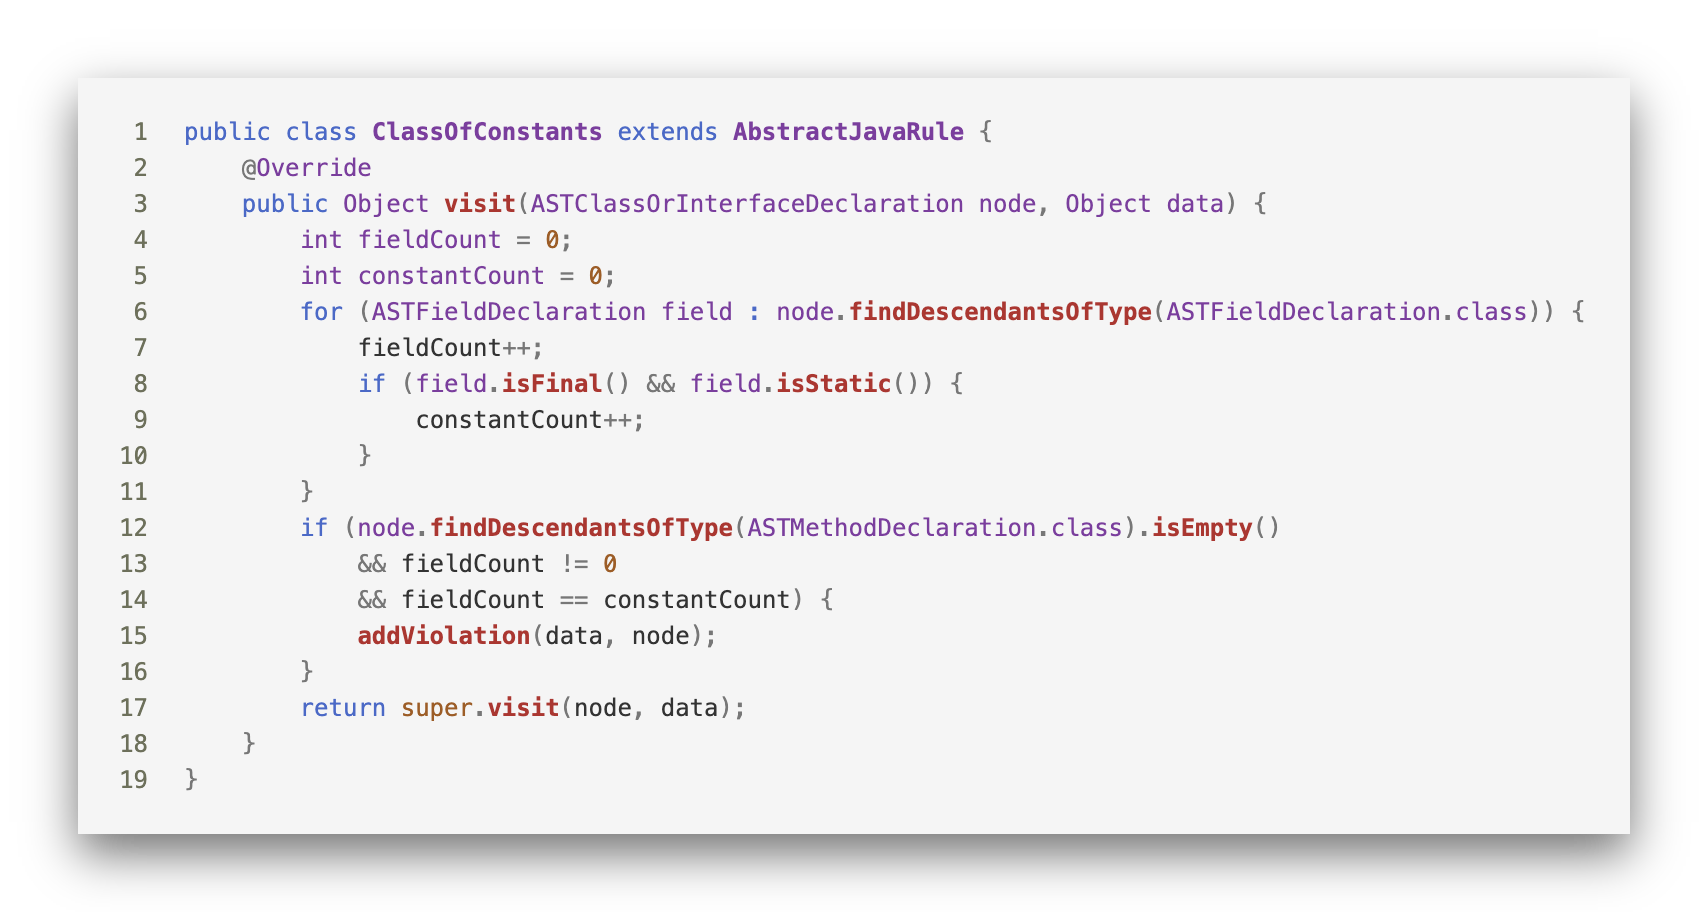 1 public class ClassOfConstants extends AbstractJavaRule {
2     @Override
3     public Object visit(ASTClassOrInterfaceDeclaration node, Object data) {
4         int fieldCount = 0;
5         int constantCount = 0;
6         for (ASTFieldDeclaration field : node.findDescendantsOfType(ASTFieldDeclaration.class)) {
7             fieldCount++;
8             if (field.isFinal() && field.isStatic()) {
9                 constantCount++;
10             }
11         }
12         if (node.findDescendantsOfType(ASTMethodDeclaration.class).isEmpty()
13             && fieldCount != 0
14             && fieldCount == constantCount) {
15             addViolation(data, node);
16         }
17         return super.visit(node, data);
18     }
19 }